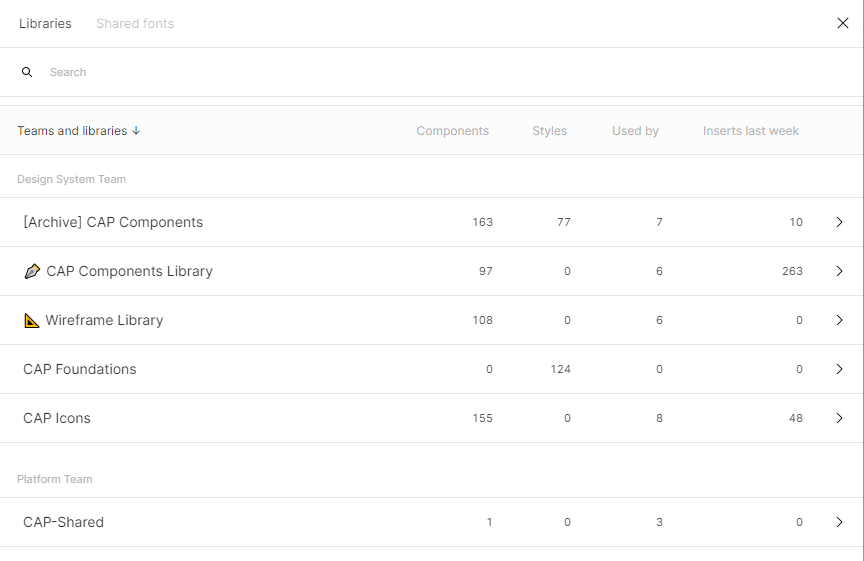 Libraries Shared fonts
Search
Teams and libraries ↓ Components Styles Used by Inserts last week
Design System Team
[Archive] CAP Components 163 77 7 10
CAP Components Library 97 0 6 263
Wireframe Library 108 0 6 0
CAP Foundations 0 124 0 0
CAP Icons 155 0 8 48
Platform Team
CAP-Shared 1 0 3 0